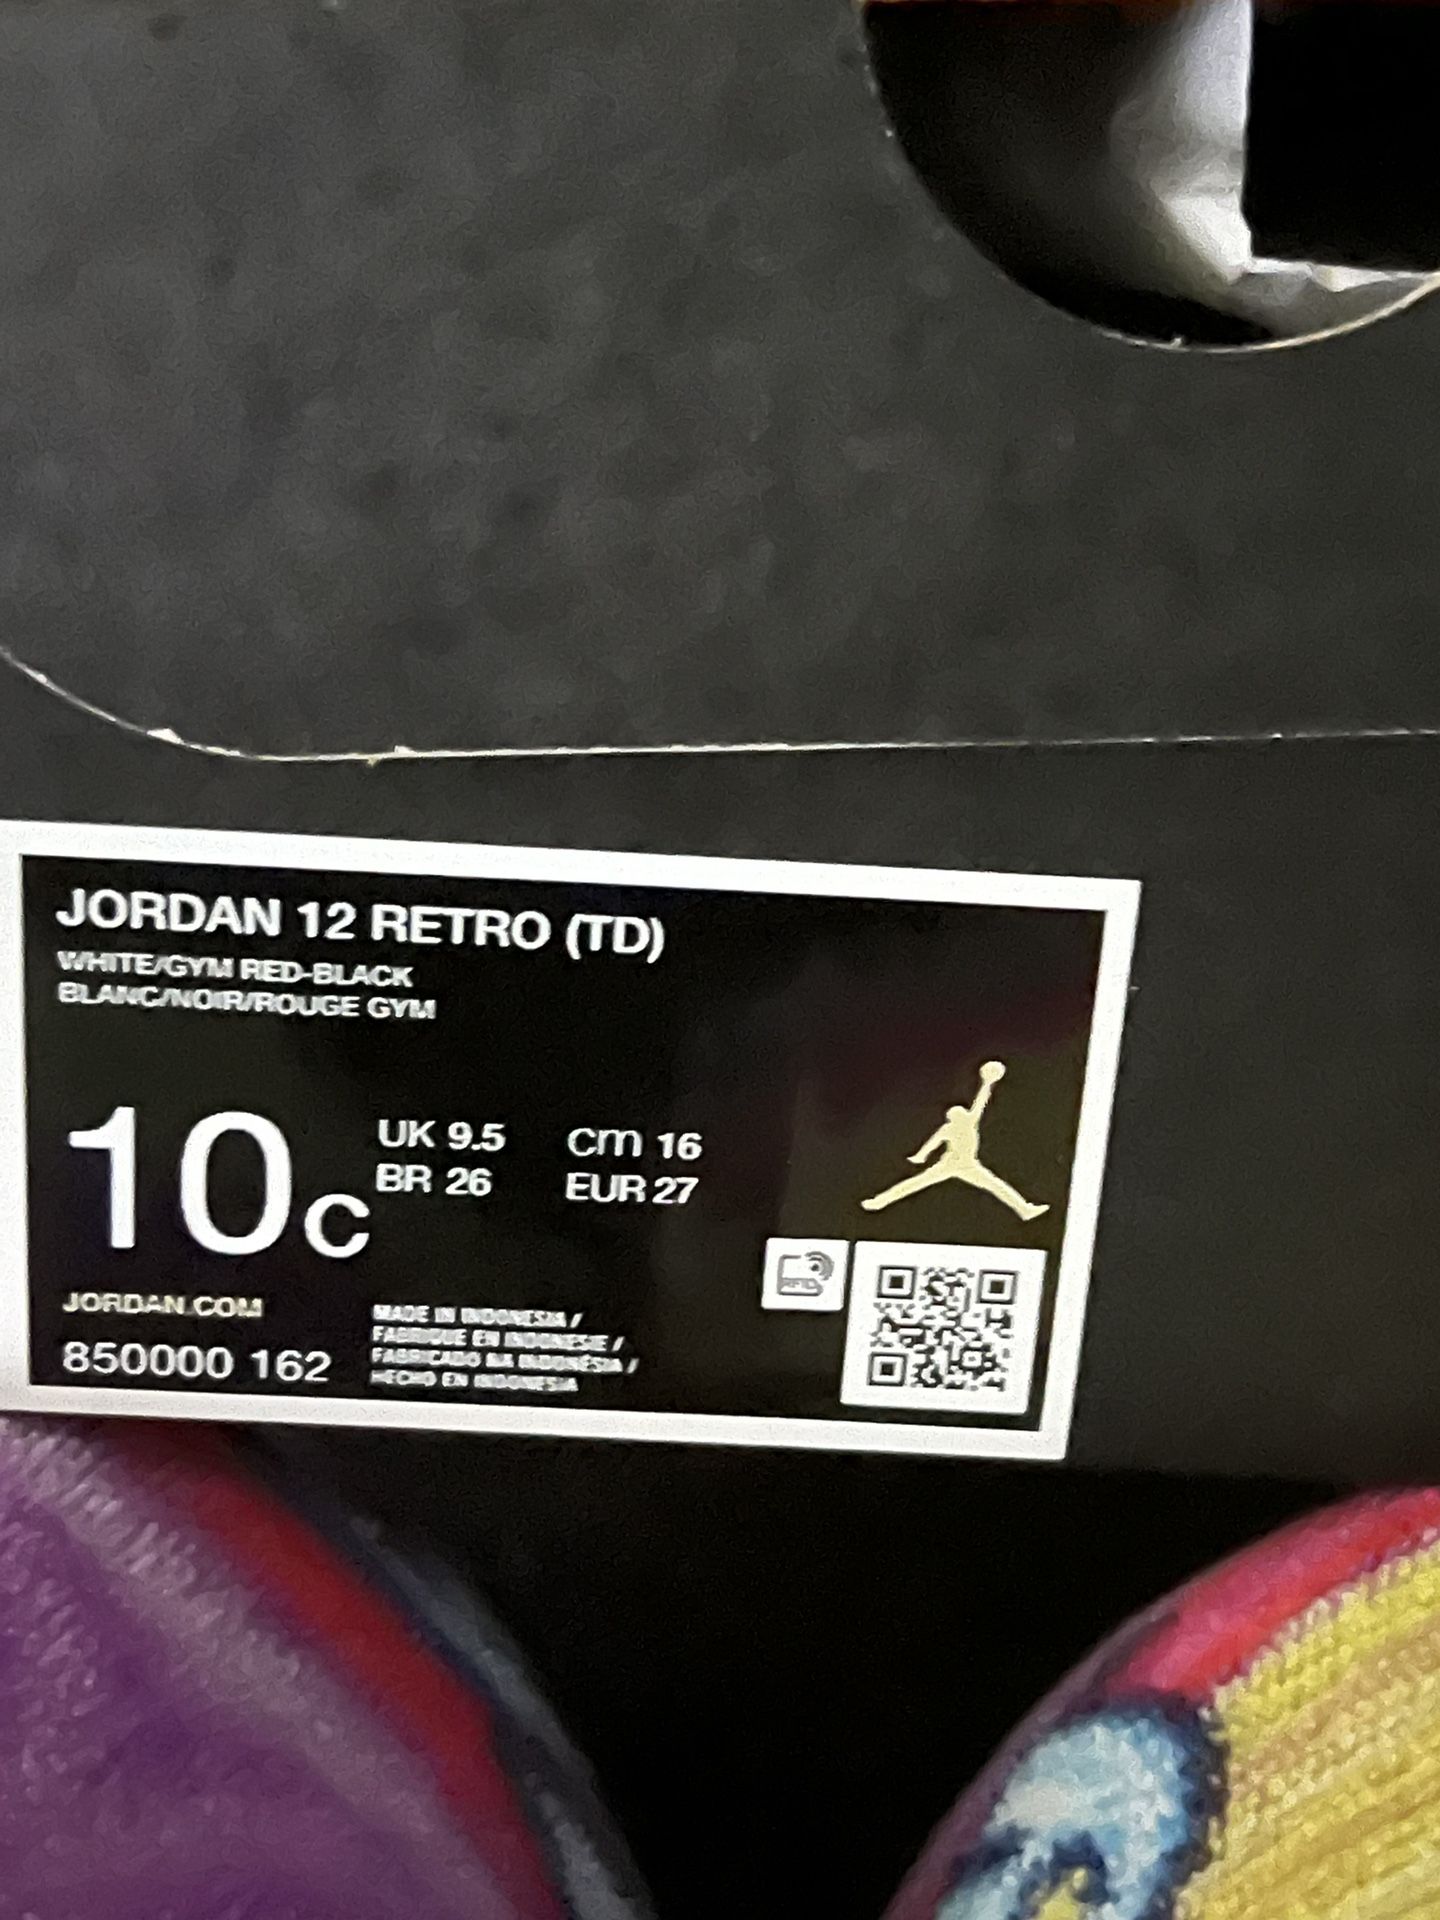 JORDAN 12 RETRO (TD)
WHITE/GYM RED-BLACK
BLANC/NOIR/ROUGE GYM
10C
UK 9.5 cm 16
BR 26 EUR 27
JORDAN.COM
850000 162
MADE IN INDONESIA /
FABRIQUE EN INDONESIE /
FABRICADO NA INDONÉSIA /
HECHO EN INDONESIA
RFID